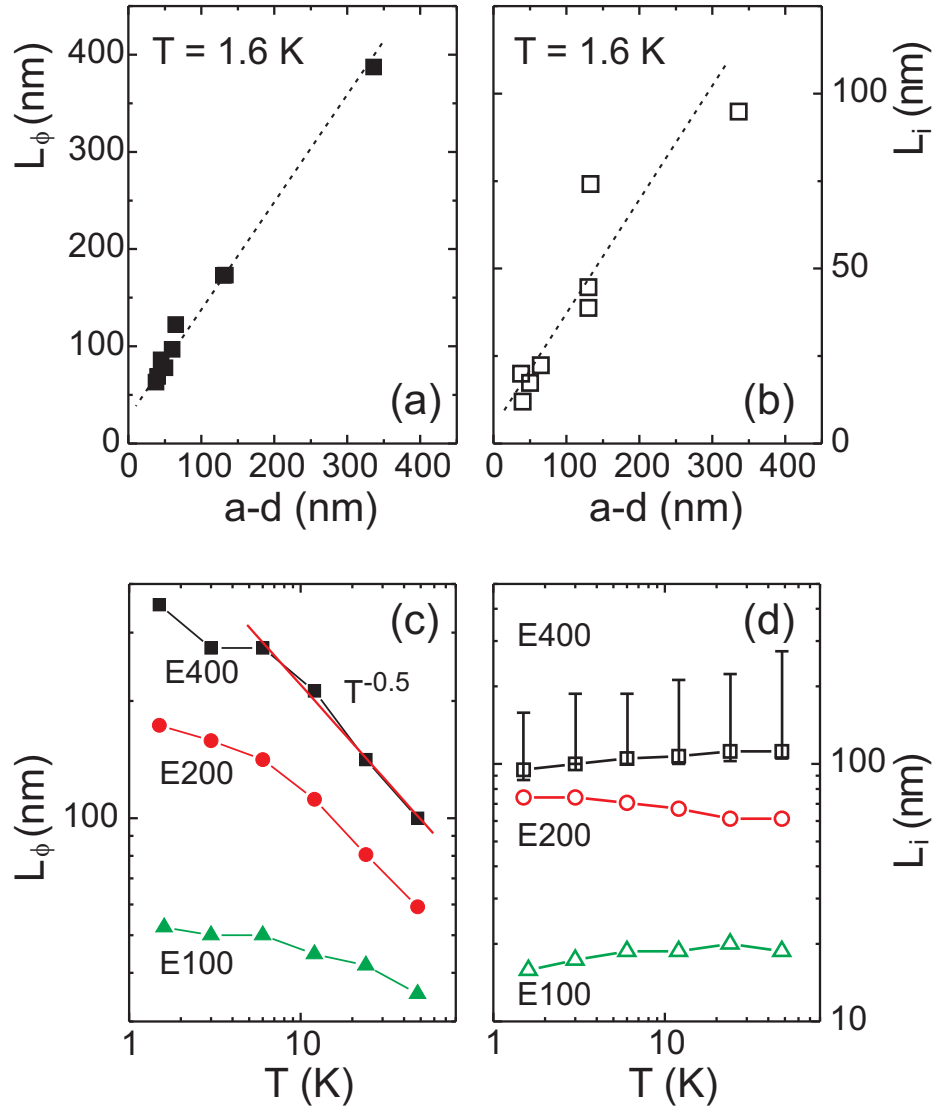 T = 1.6 K
(a)
L_ϕ (nm)
400
300
200
100
0
0 100 200 300 400
a-d (nm)
T = 1.6 K
(b)
L_i (nm)
100
50
0
0 100 200 300 400
a-d (nm)
(c)
E400
T^-0.5
E200
E100
L_ϕ (nm)
100
1 10
T (K)
(d)
E400
E200
E100
L_i (nm)
100
10
1 10
T (K)